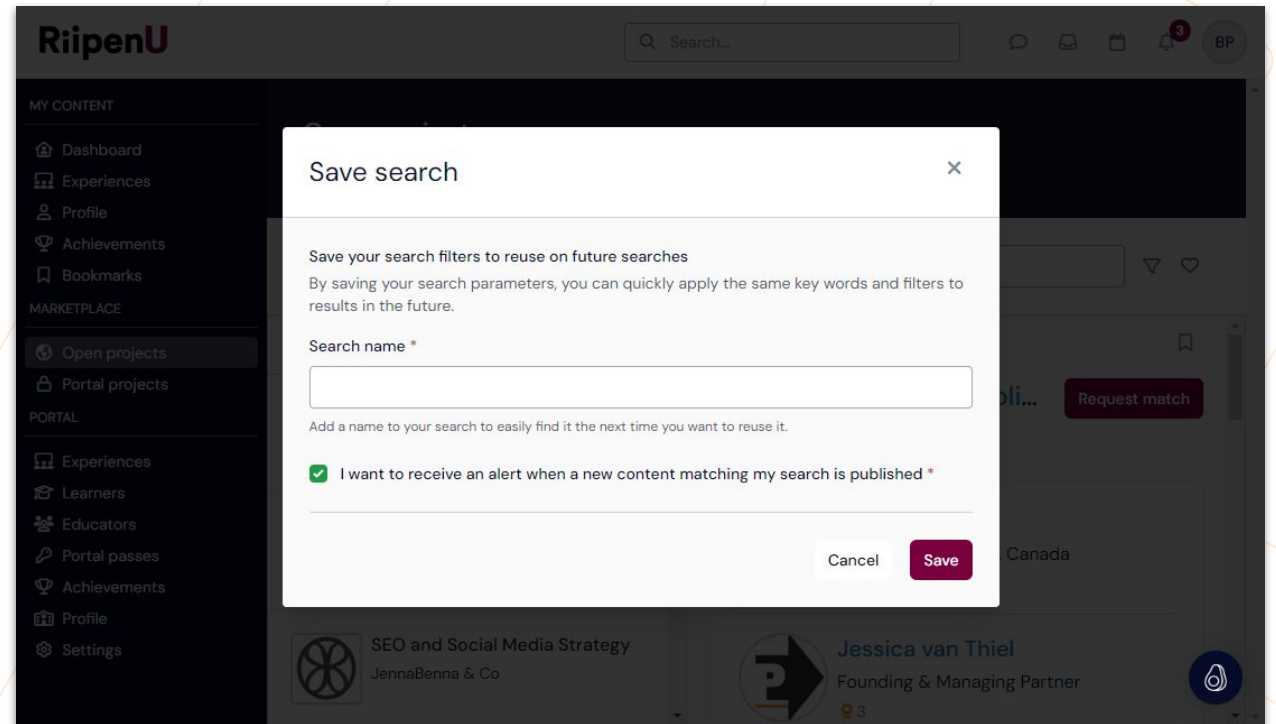 RiipenU
Search...
3
BP
MY CONTENT
Dashboard
Experiences
Profile
Achievements
Bookmarks
MARKETPLACE
Open projects
Portal projects
PORTAL
Experiences
Learners
Educators
Portal passes
Achievements
Profile
Settings
Save search
Save your search filters to reuse on future searches
By saving your search parameters, you can quickly apply the same key words and filters to
results in the future.
Search name *
Add a name to your search to easily find it the next time you want to reuse it.
I want to receive an alert when a new content matching my search is published *
Cancel
Save
Request match
Canada
SEO and Social Media Strategy
JennaBenna & Co
Jessica van Thiel
Founding & Managing Partner
3